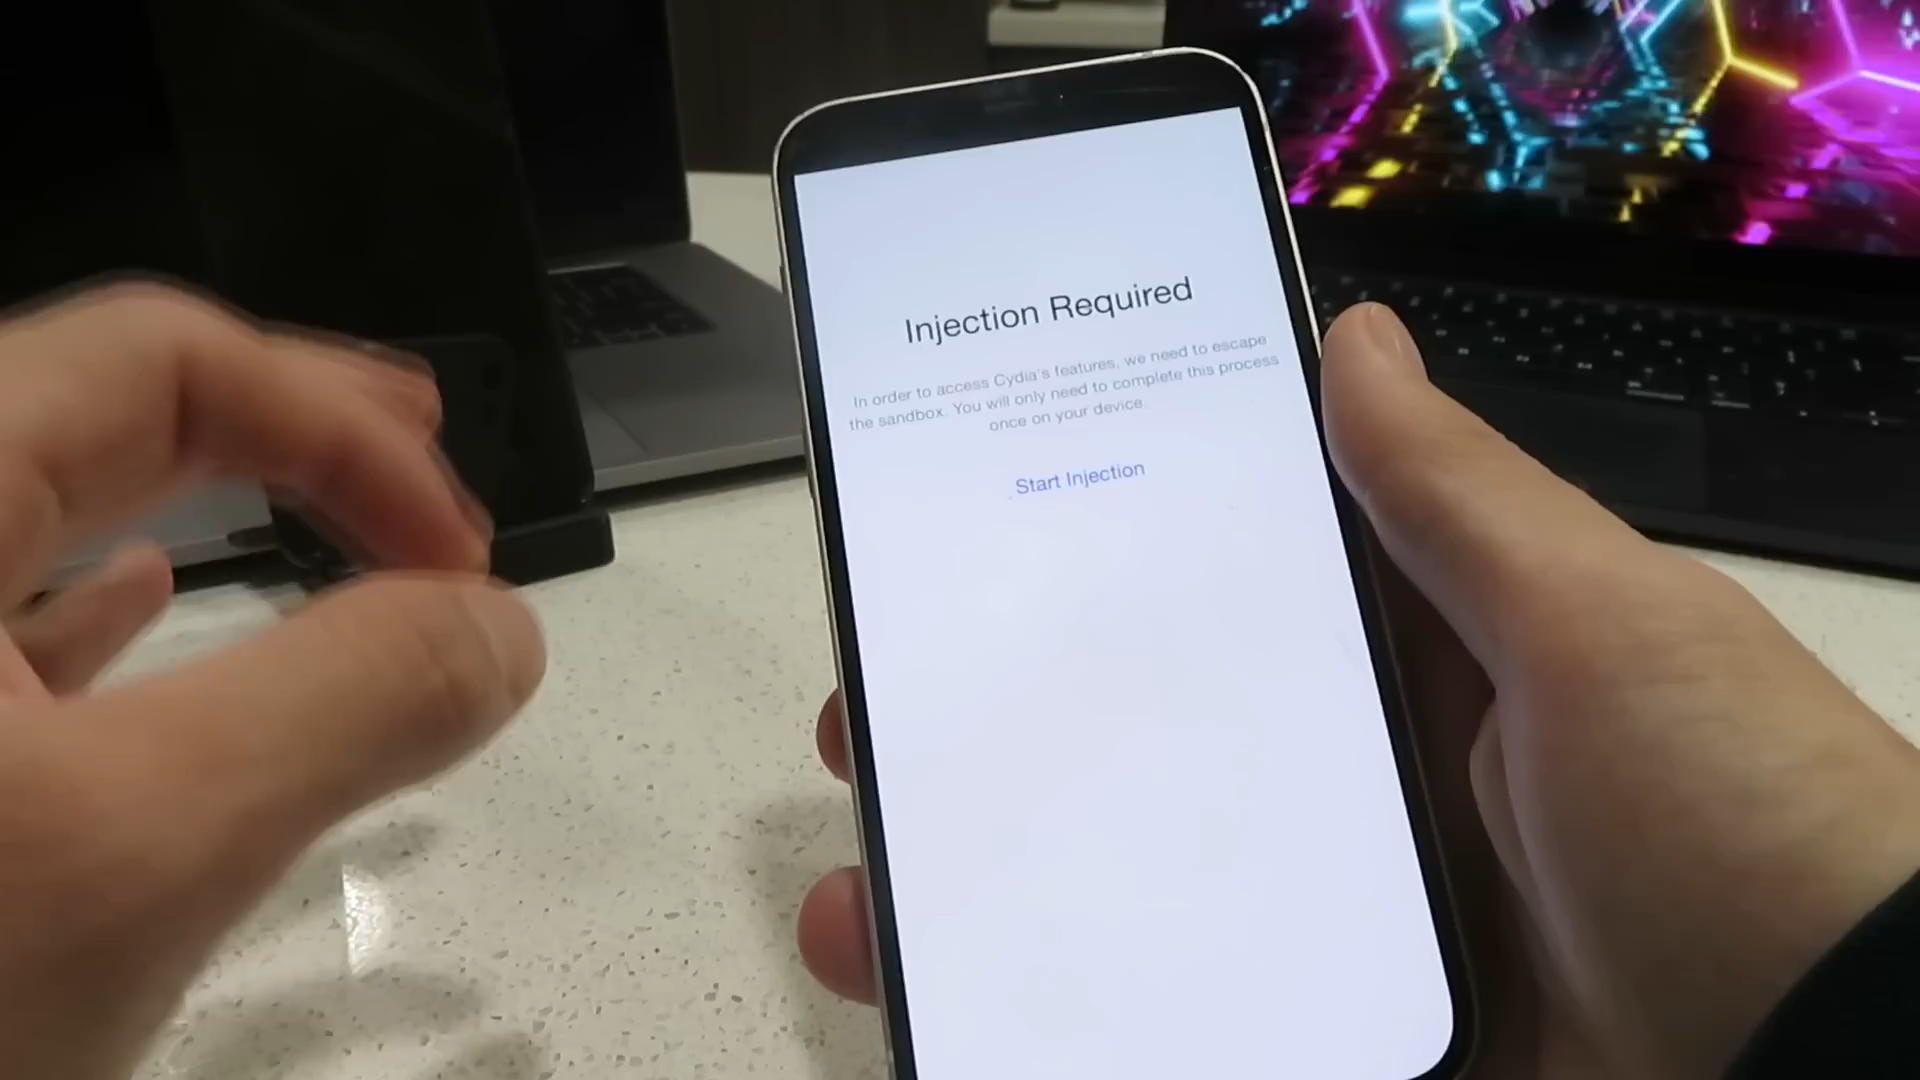 Injection Required
In order to access Cydia's features, we need to escape
the sandbox. You will only need to complete this process
once on your device.
Start Injection